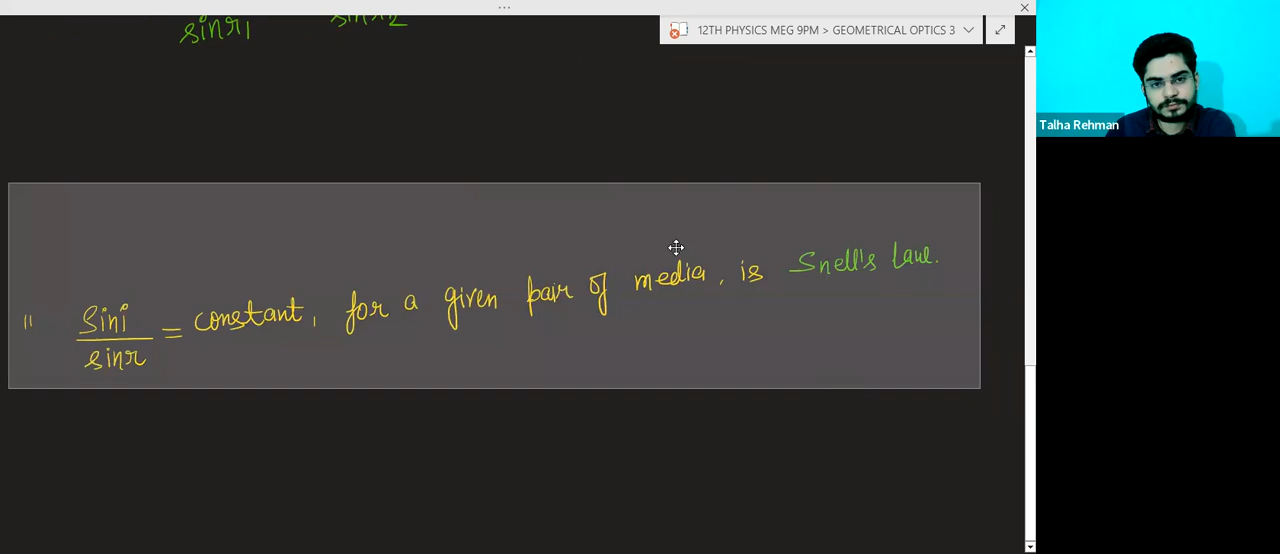 sinr₁ sinr₂
12TH PHYSICS MEG 9PM > GEOMETRICAL OPTICS 3
Talha Rehman
" Sini/sinr = constant, for a given pair of media, is Snell's Law.